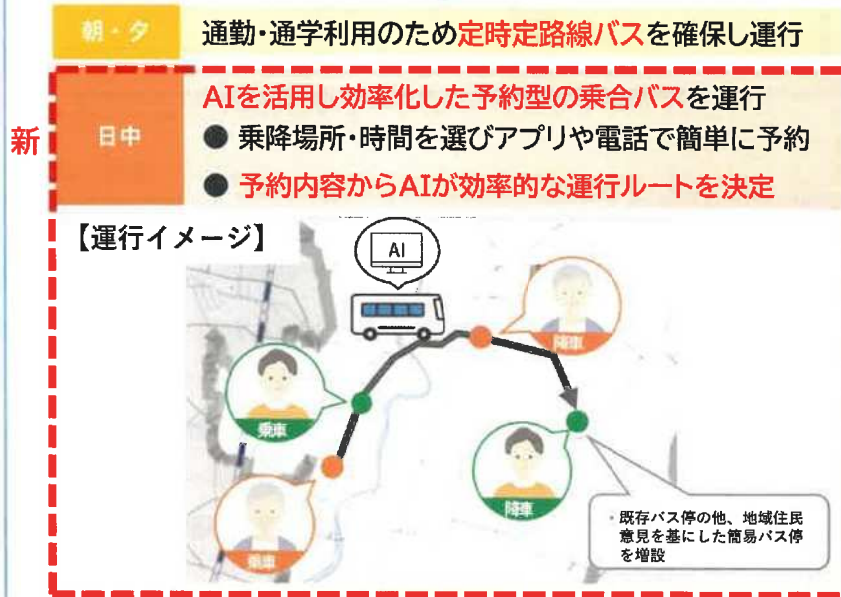 朝・夕
通勤・通学利用のため定時定路線バスを確保し運行
新
日中
AIを活用し効率化した予約型の乗合バスを運行
● 乗降場所・時間を選びアプリや電話で簡単に予約
● 予約内容からAIが効率的な運行ルートを決定
【運行イメージ】
AI
降車
乗車
降車
乗車
・既存バス停の他、地域住民
意見を基にした簡易バス停
を増設